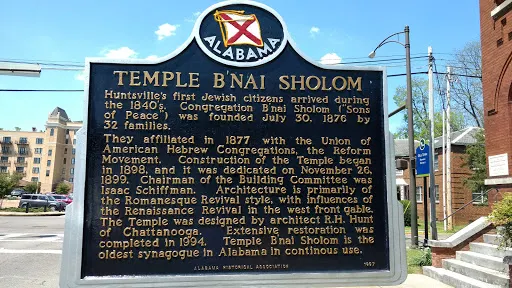 ALABAMA
TEMPLE B'NAI SHOLOM
Huntsville's first Jewish citizens arrived during
the 1840's. Congregation B'nai Sholom ("Sons
of Peace") was founded July 30, 1876 by
32 families.
They affiliated in 1877 with the Union of
American Hebrew Congregations, the Reform
Movement. Construction of the Temple began
in 1898, and it was dedicated on November 26,
1899. Chairman of the Building Committee was
Isaac Schiffman. Architecture is primarily of
the Romanesque Revival style, with influences of
the Renaissance Revival in the west front gable.
The Temple was designed by architect R.H. Hunt
of Chattanooga. Extensive restoration was
completed in 1994. Temple B'nai Sholom is the
oldest synagogue in Alabama in continous use.
ALABAMA HISTORICAL ASSOCIATION 1997